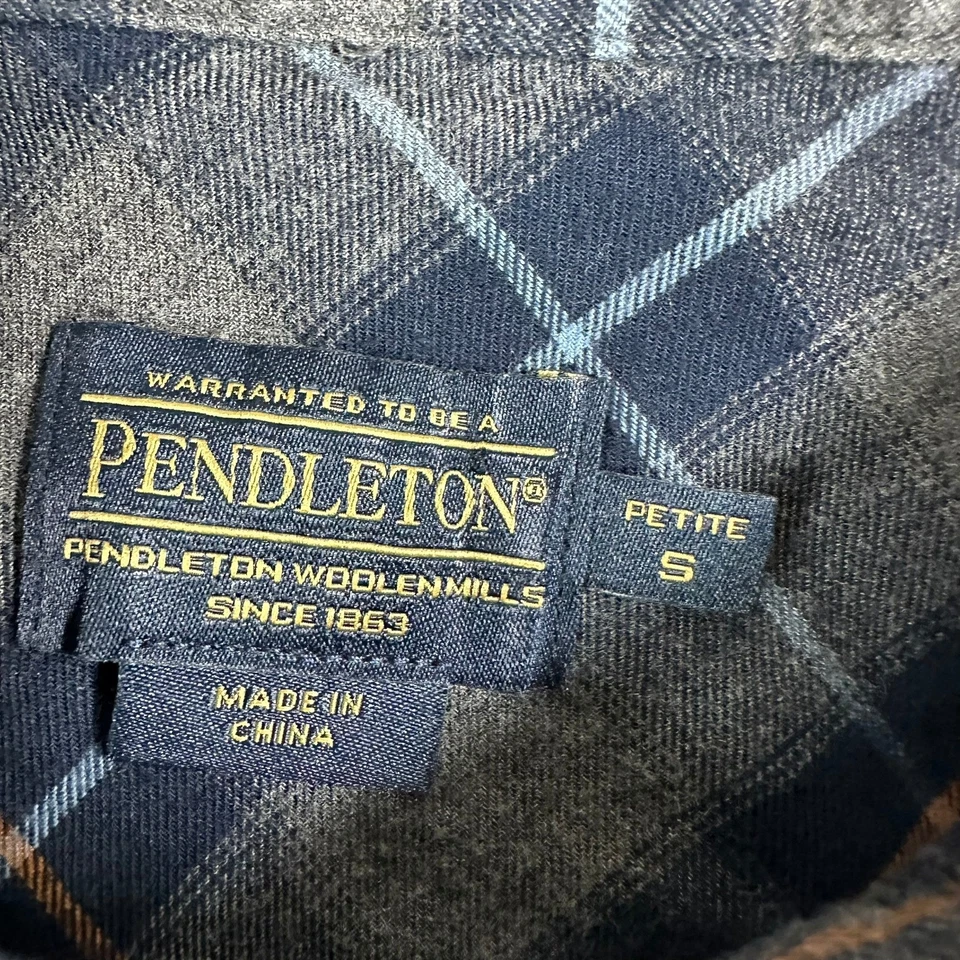 WARRANTED TO BE A
PENDLETON®
PENDLETON WOOLEN MILLS
SINCE 1863
PETITE
S
MADE IN
CHINA